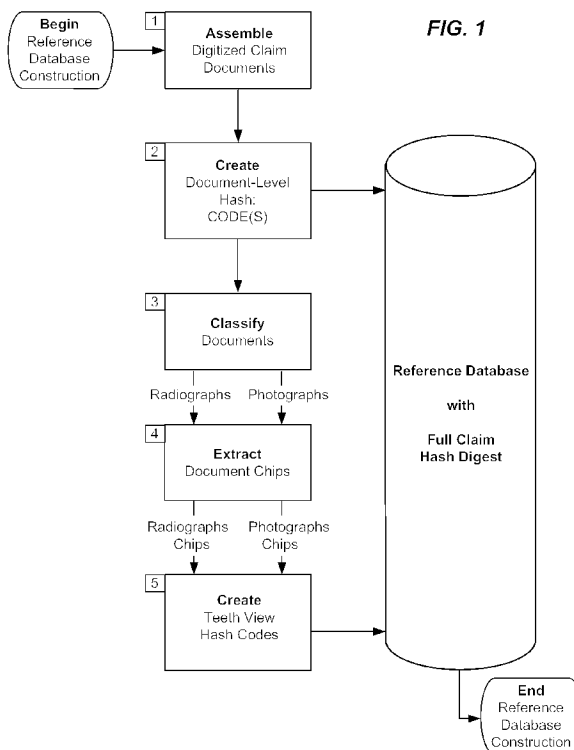 FIG. 1
Begin
Reference
Database
Construction
1
Assemble
Digitized Claim
Documents
2
Create
Document-Level
Hash:
CODE(S)
3
Classify
Documents
Radiographs Photographs
4
Extract
Document Chips
Radiographs Photographs
Chips Chips
5
Create
Teeth View
Hash Codes
Reference Database
with
Full Claim
Hash Digest
End
Reference
Database
Construction